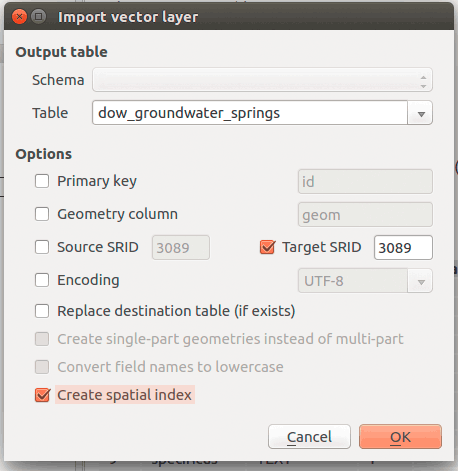 Import vector layer
Output table
Schema
Table dow_groundwater_springs
Options
Primary key id
Geometry column geom
Source SRID 3089 Target SRID 3089
Encoding UTF-8
Replace destination table (if exists)
Create single-part geometries instead of multi-part
Convert field names to lowercase
Create spatial index
Cancel OK